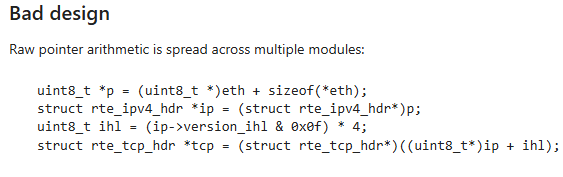 Bad design
Raw pointer arithmetic is spread across multiple modules:
uint8_t *p = (uint8_t *)eth + sizeof(*eth);
struct rte_ipv4_hdr *ip = (struct rte_ipv4_hdr*)p;
uint8_t ihl = (ip->version_ihl & 0x0f) * 4;
struct rte_tcp_hdr *tcp = (struct rte_tcp_hdr*)((uint8_t*)ip + ihl);